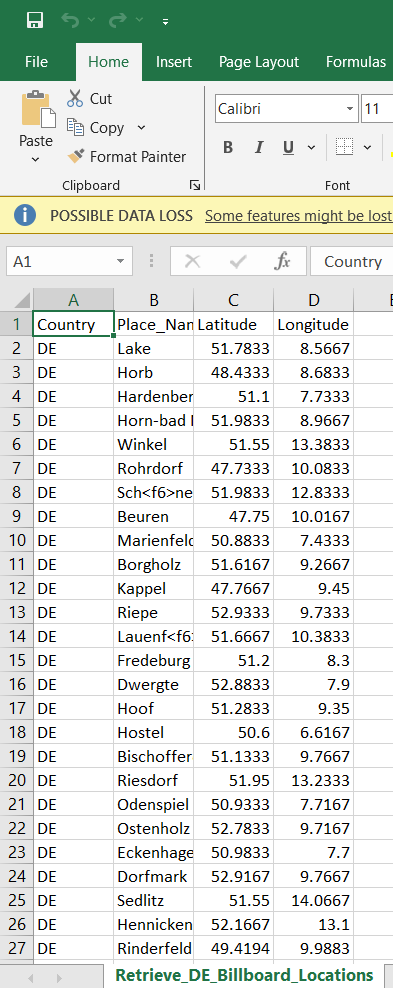 File Home Insert Page Layout Formulas
Paste Cut Calibri 11
Copy
Format Painter B I U
Clipboard Font
POSSIBLE DATA LOSS Some features might be lost
A1 fx Country
A B C D
1 Country Place_Nan Latitude Longitude
2 DE Lake 51.7833 8.5667
3 DE Horb 48.4333 8.6833
4 DE Hardenber 51.1 7.7333
5 DE Horn-bad 51.9833 8.9667
6 DE Winkel 51.55 13.3833
7 DE Rohrdorf 47.7333 10.0833
8 DE Sch<f6>ne 51.9833 12.8333
9 DE Beuren 47.75 10.0167
10 DE Marienfeld 50.8833 7.4333
11 DE Borgholz 51.6167 9.2667
12 DE Kappel 47.7667 9.45
13 DE Riepe 52.9333 9.7333
14 DE Lauenf<f6> 51.6667 10.3833
15 DE Fredeburg 51.2 8.3
16 DE Dwergte 52.8833 7.9
17 DE Hoof 51.2833 9.35
18 DE Hostel 50.6 6.6167
19 DE Bischoffer 51.1333 9.7667
20 DE Riesdorf 51.95 13.2333
21 DE Odenspiel 50.9333 7.7167
22 DE Ostenholz 52.7833 9.7167
23 DE Eckenhage 50.9833 7.7
24 DE Dorfmark 52.9167 9.7667
25 DE Sedlitz 51.55 14.0667
26 DE Hennicken 52.1667 13.1
27 DE Rinderfeld 49.4194 9.9883
Retrieve_DE_Billboard_Locations